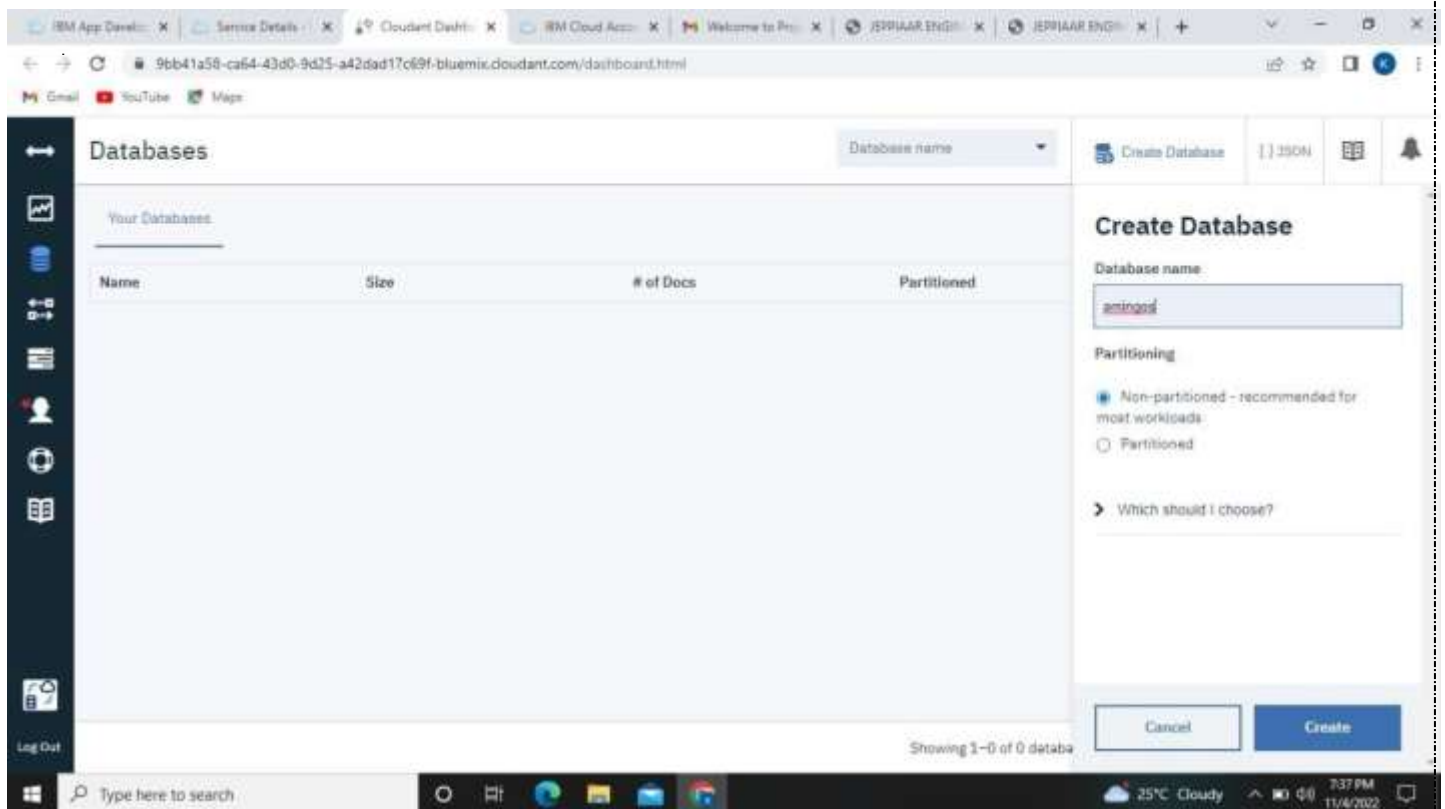 IBM App Develo
Service Details -
Cloudant Dashb
IBM Cloud Acco
Welcome to Pro
JEPPIAAR ENGI
JEPPIAAR ENGI
9bb41a58-ca64-43d0-9d25-a42dad17c69f-bluemix.cloudant.com/dashboard.html
K
Gmail YouTube Maps
Databases
Database name
Create Database
{ } JSON
Your Databases
Create Database
Name Size # of Docs Partitioned
Database name
amingos
Partitioning
Non-partitioned - recommended for
most workloads
Partitioned
Which should I choose?
Cancel Create
Log Out
Showing 1–0 of 0 databa
Type here to search
25°C Cloudy
7:37 PM
11/4/2022